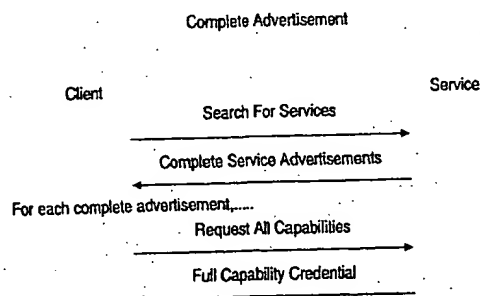 Complete Advertisement
Client
Service
Search For Services
Complete Service Advertisements
For each complete advertisement,.....
Request All Capabilities
Full Capability Credential